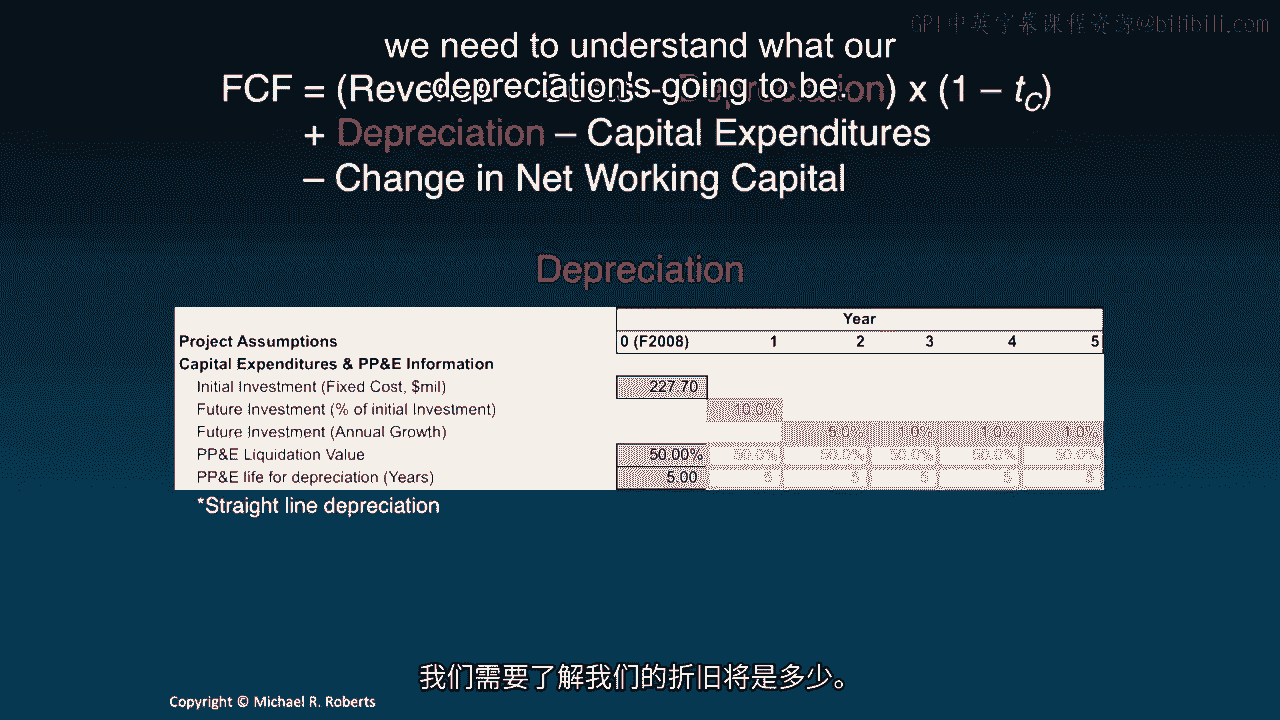 GPT中英字幕课程资源@bilibili.com
we need to understand what our
depreciation's going to be.
FCF = (Reve - Depreciation) x (1 – tC)
+ Depreciation – Capital Expenditures
– Change in Net Working Capital
Depreciation
Year
Project Assumptions 0 (F2008) 1 2 3 4 5
Capital Expenditures & PP&E Information
Initial Investment (Fixed Cost, $mil) 227.70
Future Investment (% of initial Investment) 10.0%
Future Investment (Annual Growth) 5.0% 1.0% 1.0% 1.0%
PP&E Liquidation Value 50.00% 50.0% 50.0% 50.0% 50.0% 50.0%
PP&E life for depreciation (Years) 5.00 5 5 5 5 5
*Straight line depreciation
我们需要了解我们的折旧将是多少。
Copyright © Michael R. Roberts